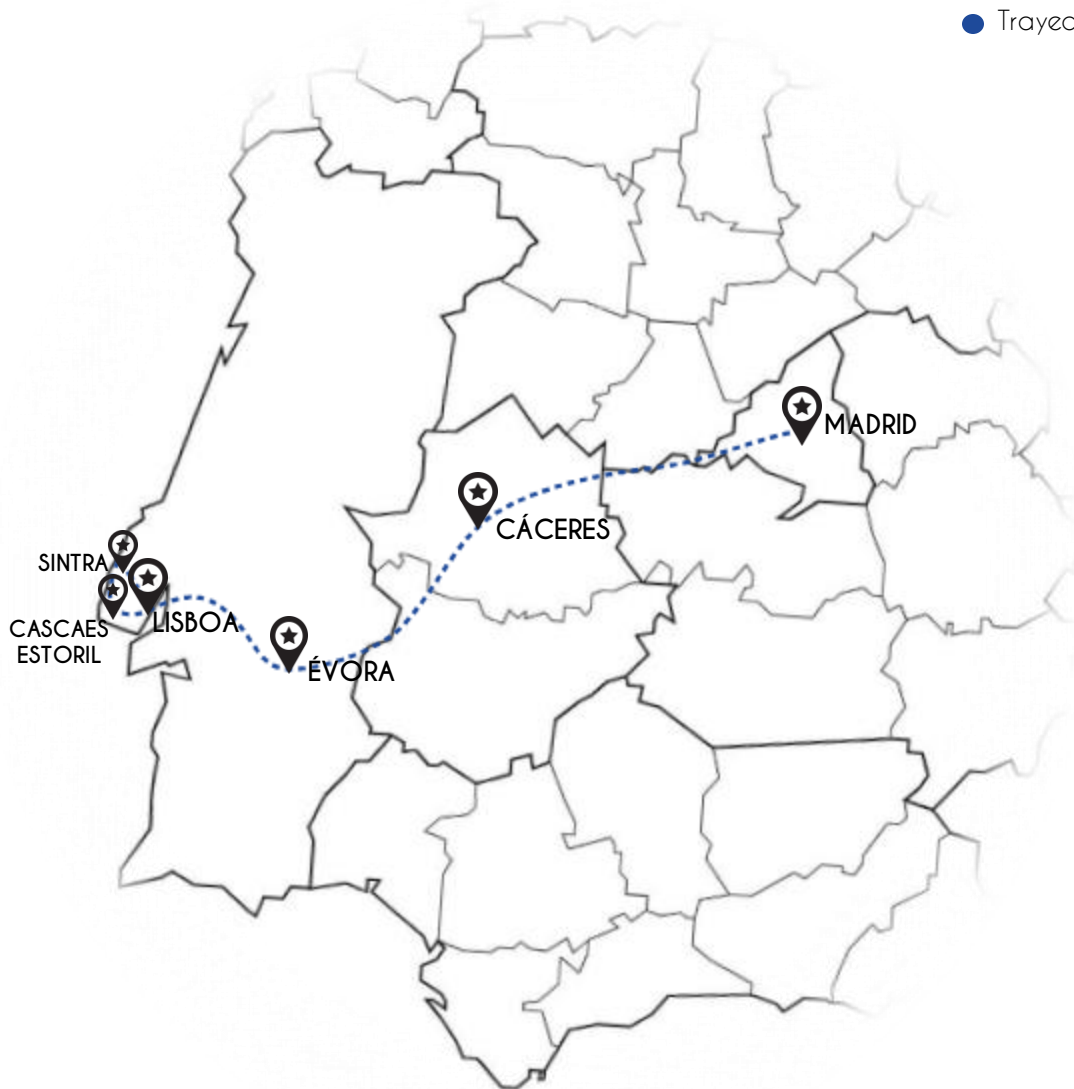 Trayec
MADRID
CÁCERES
SINTRA
LISBOA
CASCAES
ESTORIL
ÉVORA